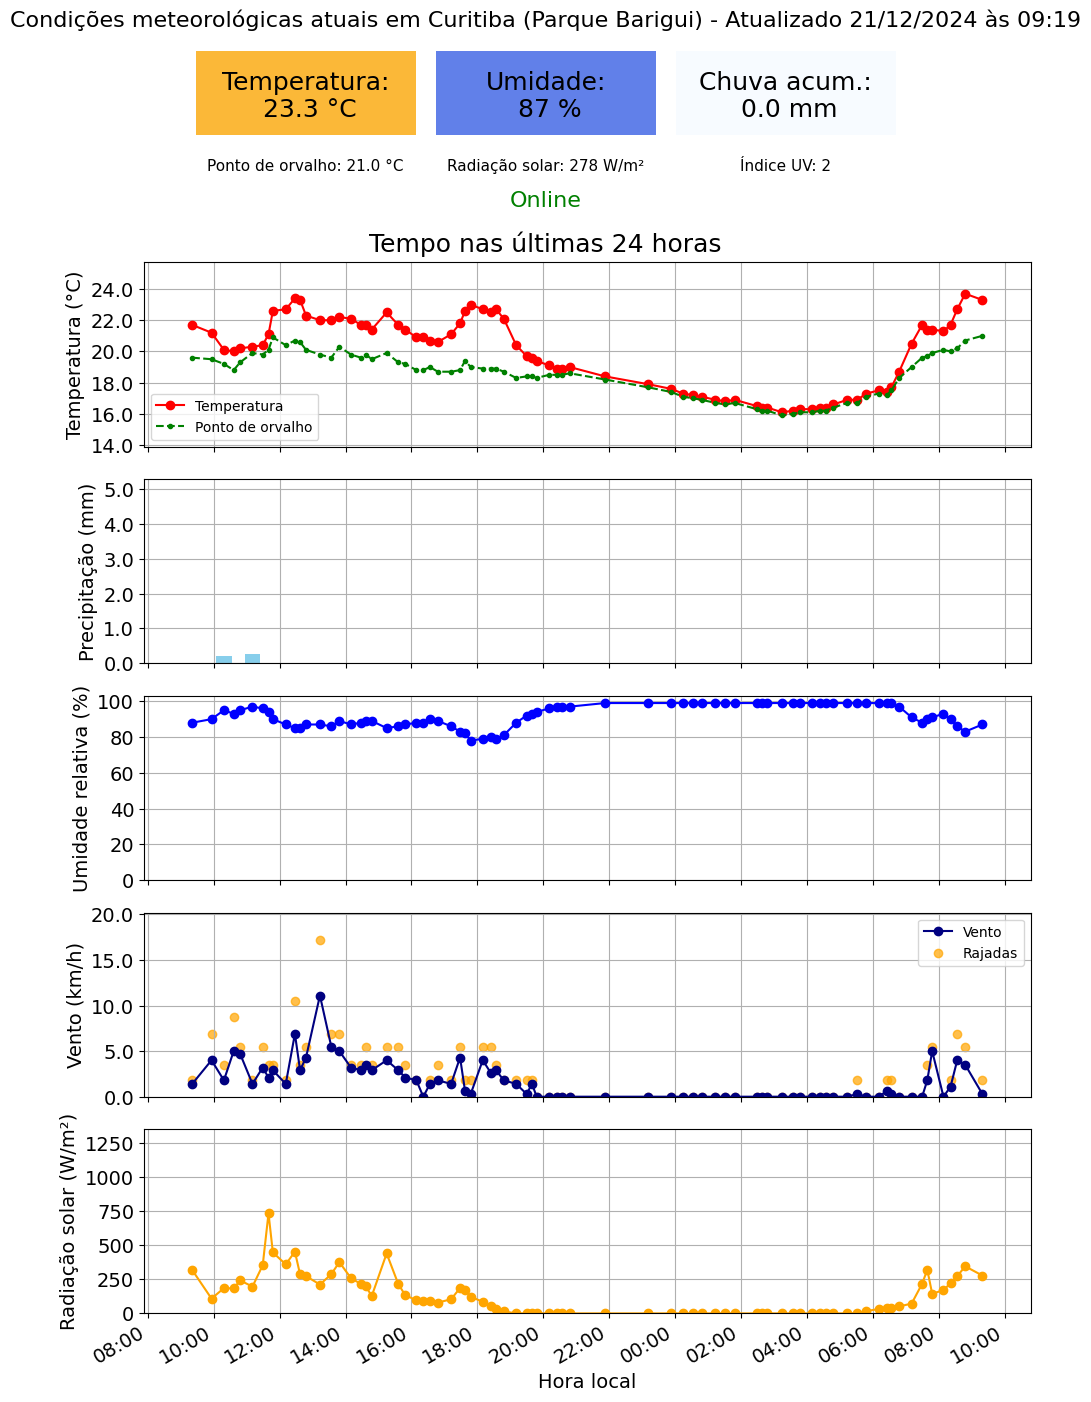 Condições meteorológicas atuais em Curitiba (Parque Barigui) - Atualizado 21/12/2024 às 09:19
Temperatura:
23.3 °C
Umidade:
87 %
Chuva acum.:
0.0 mm
Ponto de orvalho: 21.0 °C
Radiação solar: 278 W/m²
Índice UV: 2
Online
Tempo nas últimas 24 horas
Temperatura (°C)
24.0
22.0
20.0
18.0
16.0
14.0
Temperatura
Ponto de orvalho
Precipitação (mm)
5.0
4.0
3.0
2.0
1.0
0.0
Umidade relativa (%)
100
80
60
40
20
0
Vento (km/h)
20.0
15.0
10.0
5.0
0.0
Vento
Rajadas
Radiação solar (W/m²)
1250
1000
750
500
250
0
08:00
10:00
12:00
14:00
16:00
18:00
20:00
22:00
00:00
02:00
04:00
06:00
08:00
10:00
Hora local